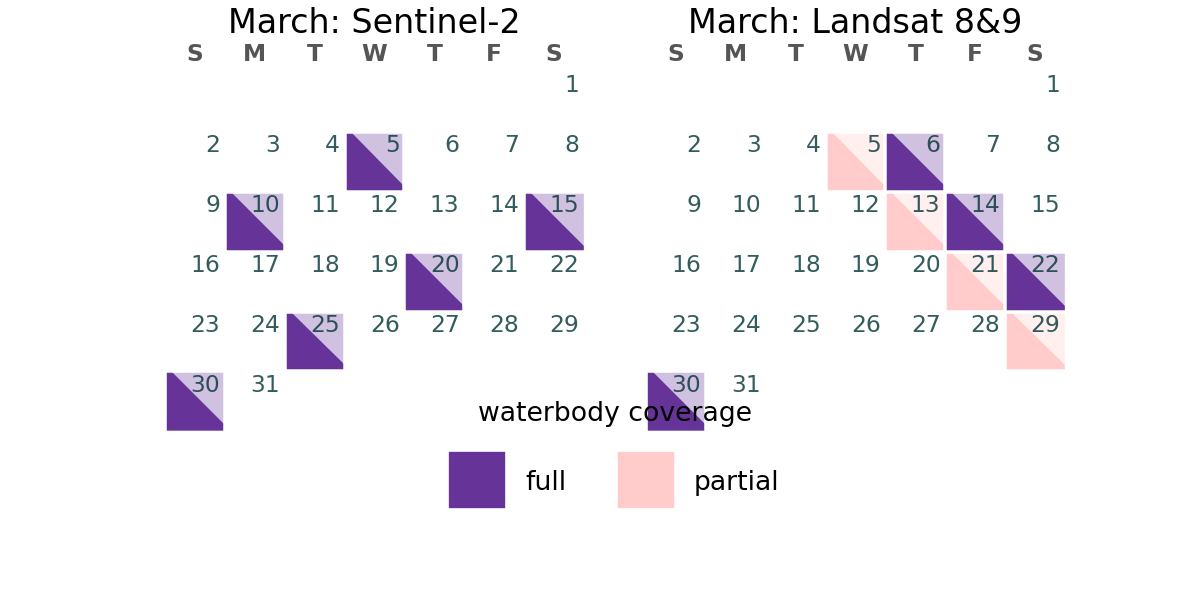 March: Sentinel-2
S M T W T F S
1
2 3 4 5 6 7 8
9 10 11 12 13 14 15
16 17 18 19 20 21 22
23 24 25 26 27 28 29
30 31
March: Landsat 8&9
S M T W T F S
1
2 3 4 5 6 7 8
9 10 11 12 13 14 15
16 17 18 19 20 21 22
23 24 25 26 27 28 29
30 31
waterbody coverage
full partial